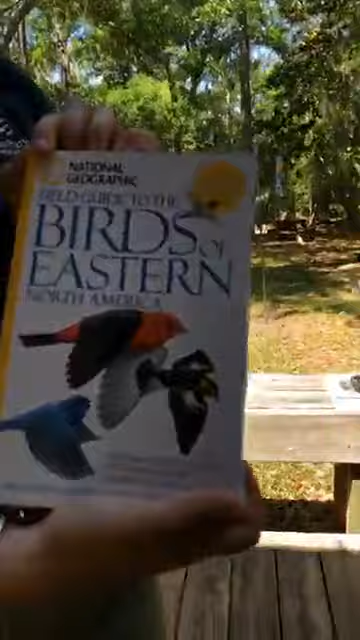 NATIONAL
GEOGRAPHIC
FIELD GUIDE TO THE
BIRDS OF
EASTERN
NORTH AMERICA